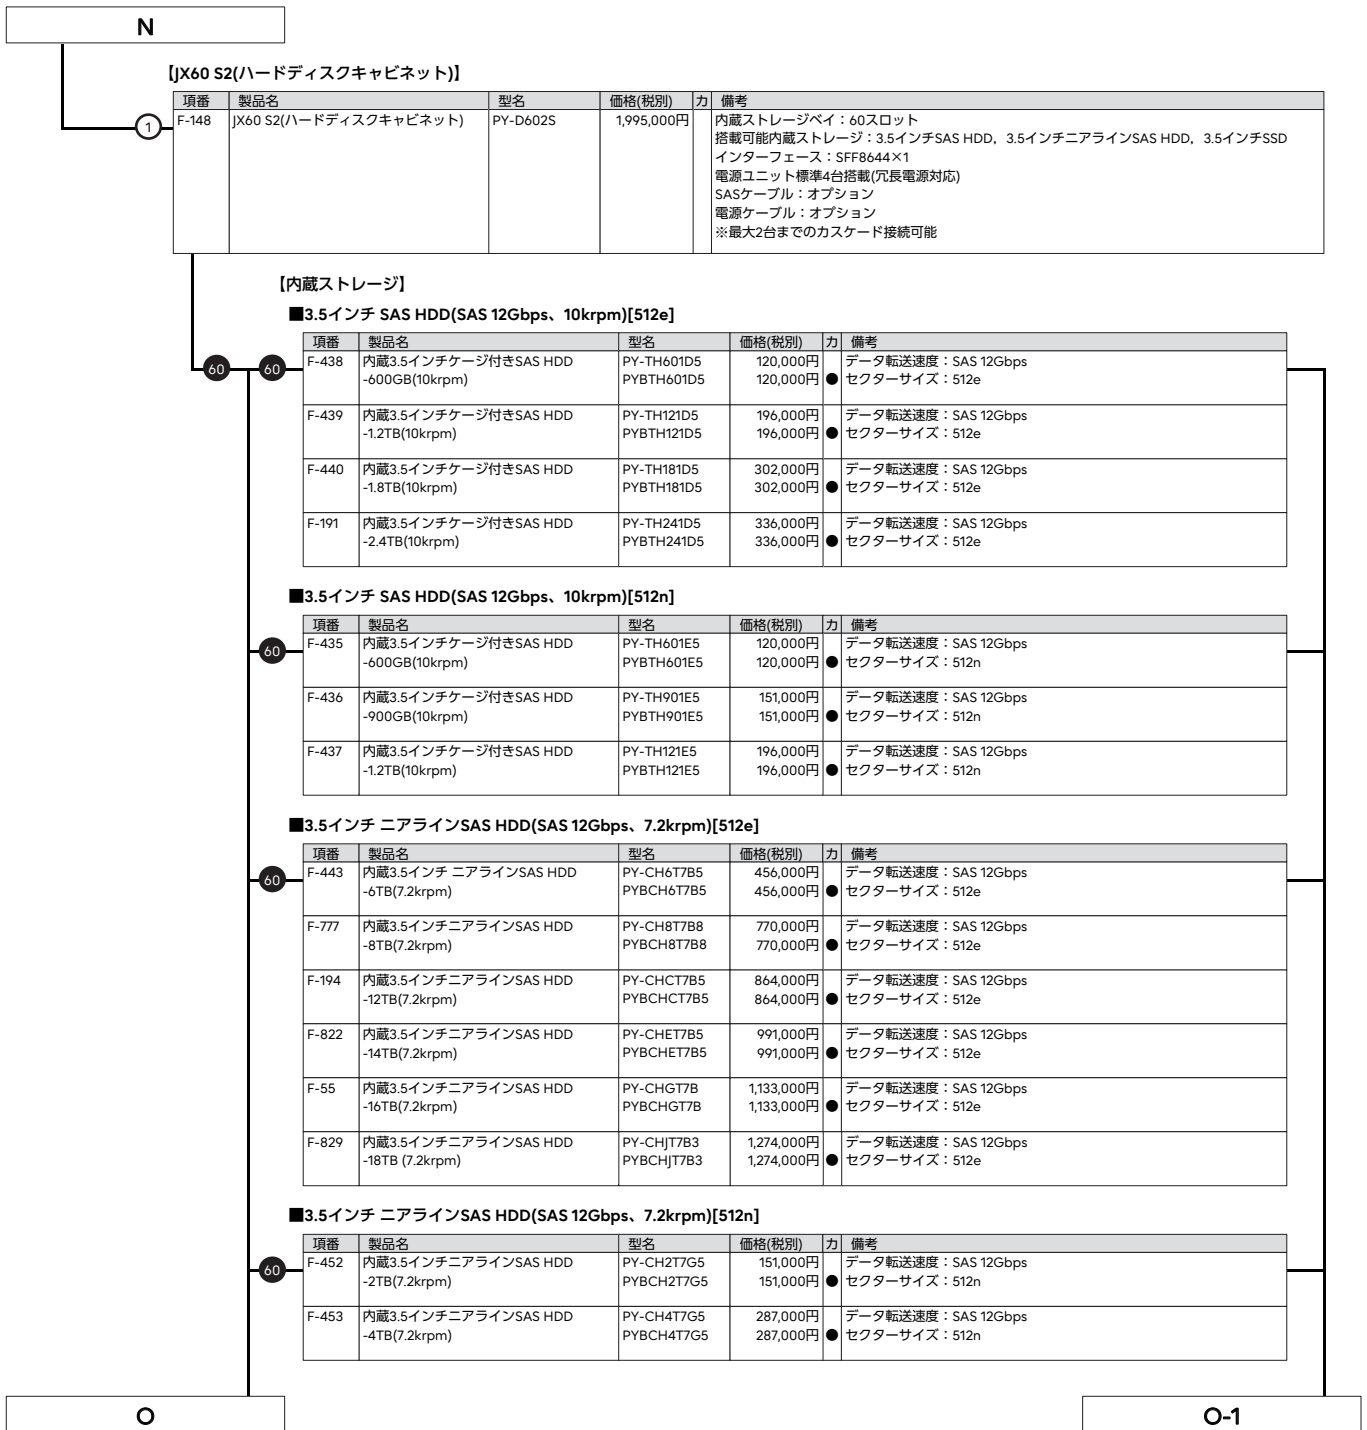 N
【JX60 S2(ハードディスクキャビネット)】
項番 製品名 型名 価格(税別) カ 備考
F-148 JX60 S2(ハードディスクキャビネット) PY-D602S 1,995,000円 内蔵ストレージベイ：60スロット
搭載可能内蔵ストレージ：3.5インチSAS HDD，3.5インチニアラインSAS HDD，3.5インチSSD
インターフェース：SFF8644×1
電源ユニット標準4台搭載(冗長電源対応)
SASケーブル：オプション
電源ケーブル：オプション
※最大2台までのカスケード接続可能
1
【内蔵ストレージ】
■3.5インチ SAS HDD(SAS 12Gbps、10krpm)[512e]
項番 製品名 型名 価格(税別) カ 備考
60 60 F-438 内蔵3.5インチケージ付きSAS HDD PY-TH601D5 120,000円 データ転送速度：SAS 12Gbps
-600GB(10krpm) PYBTH601D5 120,000円 ● セクターサイズ：512e
F-439 内蔵3.5インチケージ付きSAS HDD PY-TH121D5 196,000円 データ転送速度：SAS 12Gbps
-1.2TB(10krpm) PYBTH121D5 196,000円 ● セクターサイズ：512e
F-440 内蔵3.5インチケージ付きSAS HDD PY-TH181D5 302,000円 データ転送速度：SAS 12Gbps
-1.8TB(10krpm) PYBTH181D5 302,000円 ● セクターサイズ：512e
F-191 内蔵3.5インチケージ付きSAS HDD PY-TH241D5 336,000円 データ転送速度：SAS 12Gbps
-2.4TB(10krpm) PYBTH241D5 336,000円 ● セクターサイズ：512e
■3.5インチ SAS HDD(SAS 12Gbps、10krpm)[512n]
項番 製品名 型名 価格(税別) カ 備考
60 F-435 内蔵3.5インチケージ付きSAS HDD PY-TH601E5 120,000円 データ転送速度：SAS 12Gbps
-600GB(10krpm) PYBTH601E5 120,000円 ● セクターサイズ：512n
F-436 内蔵3.5インチケージ付きSAS HDD PY-TH901E5 151,000円 データ転送速度：SAS 12Gbps
-900GB(10krpm) PYBTH901E5 151,000円 ● セクターサイズ：512n
F-437 内蔵3.5インチケージ付きSAS HDD PY-TH121E5 196,000円 データ転送速度：SAS 12Gbps
-1.2TB(10krpm) PYBTH121E5 196,000円 ● セクターサイズ：512n
■3.5インチ ニアラインSAS HDD(SAS 12Gbps、7.2krpm)[512e]
項番 製品名 型名 価格(税別) カ 備考
60 F-443 内蔵3.5インチ ニアラインSAS HDD PY-CH6T7B5 456,000円 データ転送速度：SAS 12Gbps
-6TB(7.2krpm) PYBCH6T7B5 456,000円 ● セクターサイズ：512e
F-777 内蔵3.5インチニアラインSAS HDD PY-CH8T7B8 770,000円 データ転送速度：SAS 12Gbps
-8TB(7.2krpm) PYBCH8T7B8 770,000円 ● セクターサイズ：512e
F-194 内蔵3.5インチニアラインSAS HDD PY-CHCT7B5 864,000円 データ転送速度：SAS 12Gbps
-12TB(7.2krpm) PYBCHCT7B5 864,000円 ● セクターサイズ：512e
F-822 内蔵3.5インチニアラインSAS HDD PY-CHET7B5 991,000円 データ転送速度：SAS 12Gbps
-14TB(7.2krpm) PYBCHET7B5 991,000円 ● セクターサイズ：512e
F-55 内蔵3.5インチニアラインSAS HDD PY-CHGT7B 1,133,000円 データ転送速度：SAS 12Gbps
-16TB(7.2krpm) PYBCHGT7B 1,133,000円 ● セクターサイズ：512e
F-829 内蔵3.5インチニアラインSAS HDD PY-CHJT7B3 1,274,000円 データ転送速度：SAS 12Gbps
-18TB (7.2krpm) PYBCHJT7B3 1,274,000円 ● セクターサイズ：512e
■3.5インチ ニアラインSAS HDD(SAS 12Gbps、7.2krpm)[512n]
項番 製品名 型名 価格(税別) カ 備考
60 F-452 内蔵3.5インチニアラインSAS HDD PY-CH2T7G5 151,000円 データ転送速度：SAS 12Gbps
-2TB(7.2krpm) PYBCH2T7G5 151,000円 ● セクターサイズ：512n
F-453 内蔵3.5インチニアラインSAS HDD PY-CH4T7G5 287,000円 データ転送速度：SAS 12Gbps
-4TB(7.2krpm) PYBCH4T7G5 287,000円 ● セクターサイズ：512n
O O-1